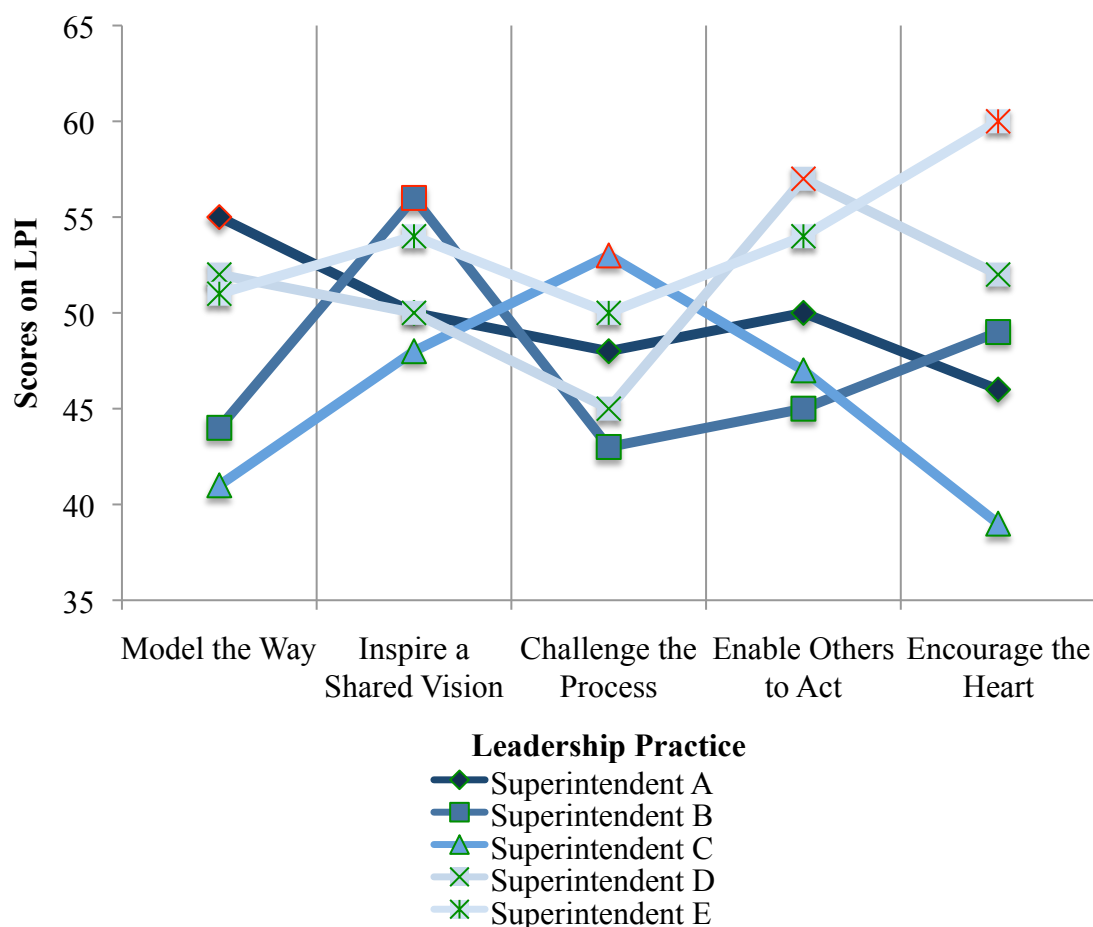 65
60
55
50
45
40
35
Scores on LPI
Model the Way
Inspire a
Shared Vision
Challenge the
Process
Enable Others
to Act
Encourage the
Heart
Leadership Practice
Superintendent A
Superintendent B
Superintendent C
Superintendent D
Superintendent E